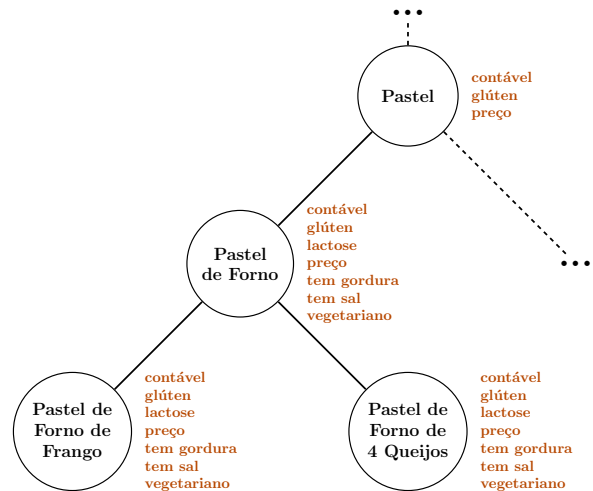 ...
Pastel
contável
glúten
preço
...
Pastel
de Forno
contável
glúten
lactose
preço
tem gordura
tem sal
vegetariano
Pastel de
Forno de
Frango
contável
glúten
lactose
preço
tem gordura
tem sal
vegetariano
Pastel de
Forno de
4 Queijos
contável
glúten
lactose
preço
tem gordura
tem sal
vegetariano